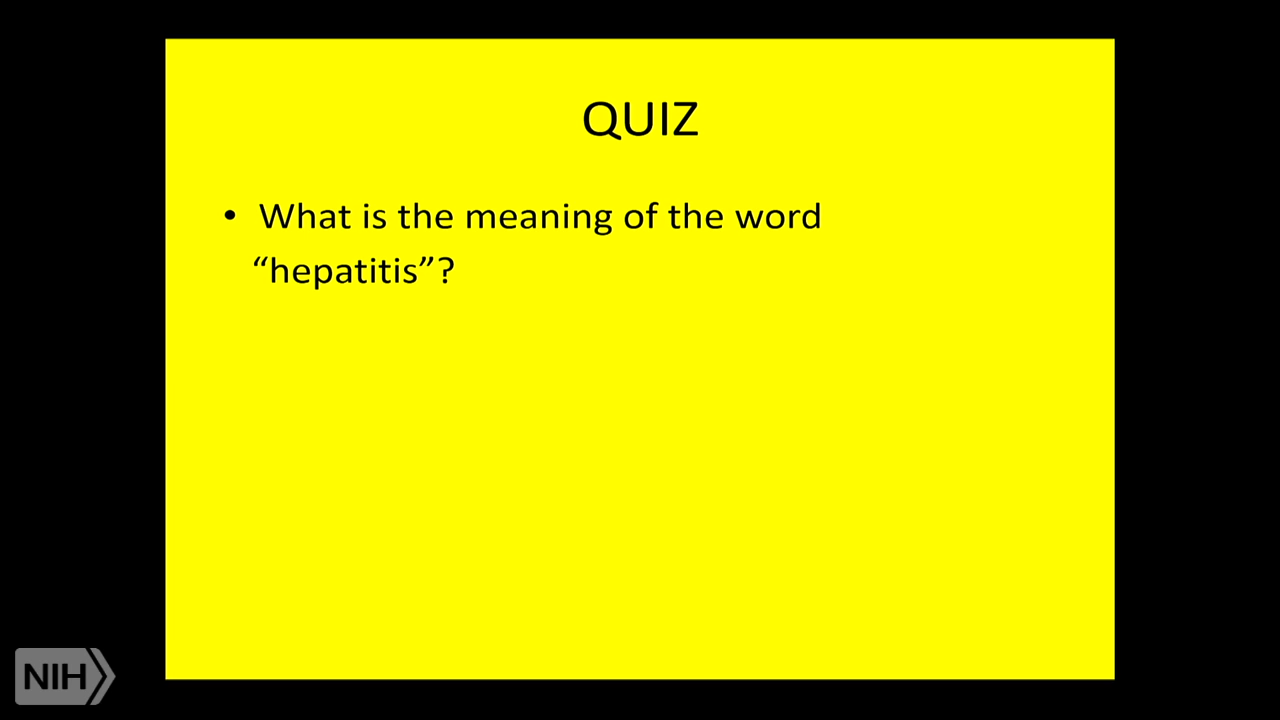 QUIZ
• What is the meaning of the word
“hepatitis”?
NIH